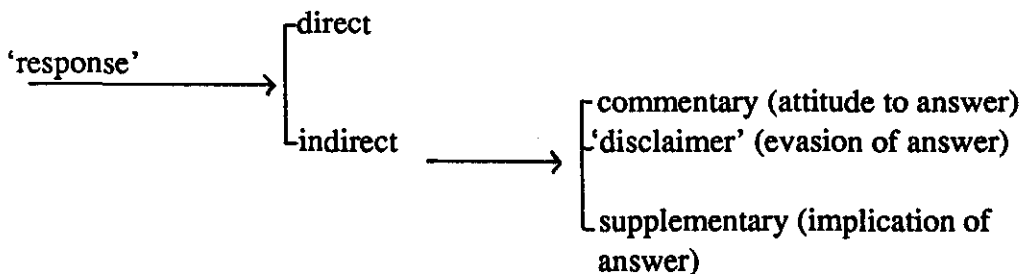 direct
‘response’
commentary (attitude to answer)
indirect
‘disclaimer’ (evasion of answer)
supplementary (implication of
answer)